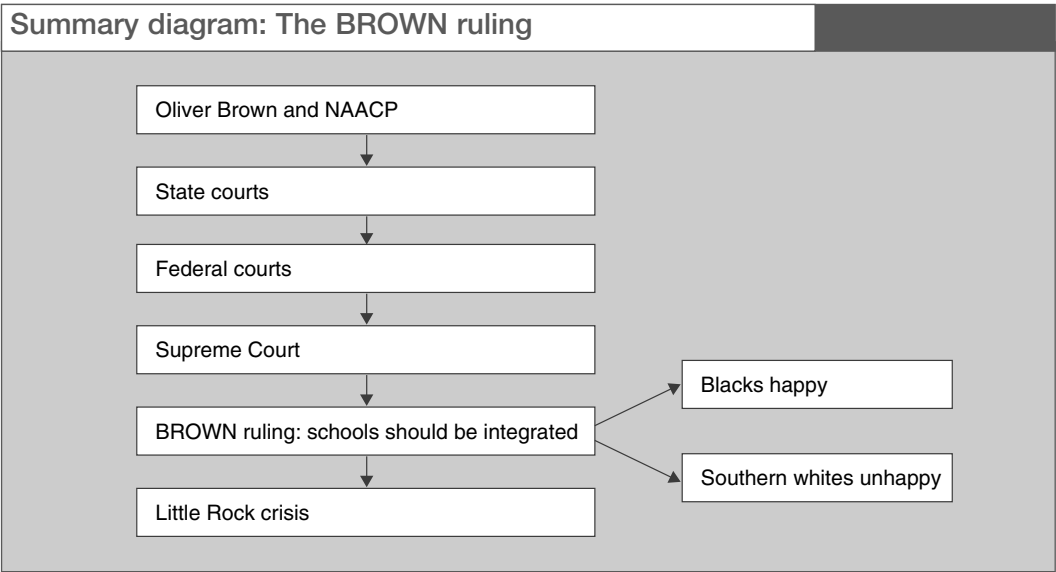 Summary diagram: The BROWN ruling
Oliver Brown and NAACP
State courts
Federal courts
Supreme Court
BROWN ruling: schools should be integrated
Blacks happy
Southern whites unhappy
Little Rock crisis